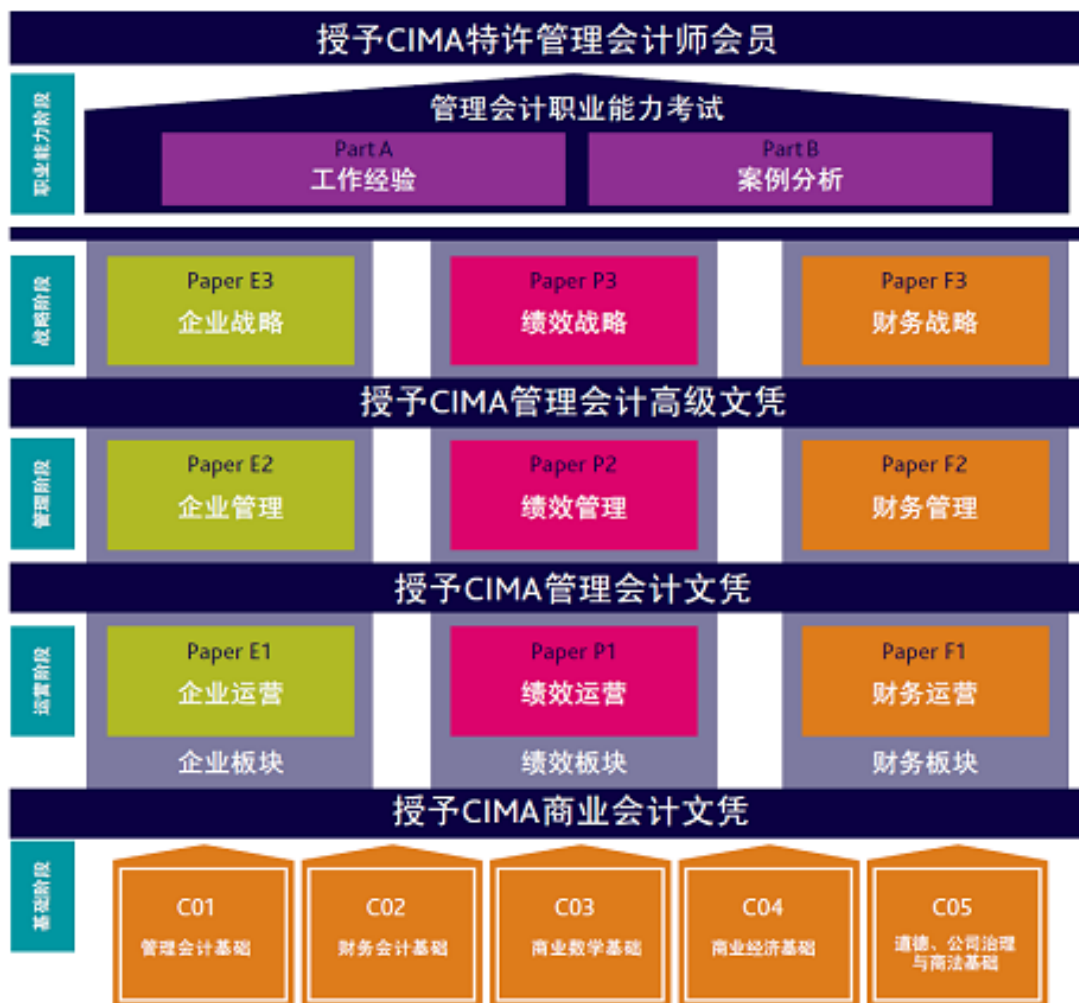 授予CIMA特许管理会计师会员
职业能力阶段
管理会计职业能力考试
Part A
工作经验
Part B
案例分析
战略阶段
Paper E3
企业战略
Paper P3
绩效战略
Paper F3
财务战略
授予CIMA管理会计高级文凭
管理阶段
Paper E2
企业管理
Paper P2
绩效管理
Paper F2
财务管理
授予CIMA管理会计文凭
运营阶段
Paper E1
企业运营
Paper P1
绩效运营
Paper F1
财务运营
企业板块
绩效板块
财务板块
授予CIMA商业会计文凭
基础阶段
C01
管理会计基础
C02
财务会计基础
C03
商业数学基础
C04
商业经济基础
C05
道德、公司治理
与商法基础